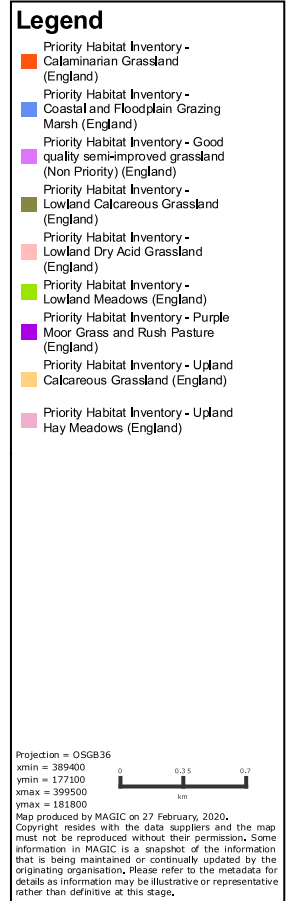 Legend
Priority Habitat Inventory -
Calaminarian Grassland
(England)
Priority Habitat Inventory -
Coastal and Floodplain Grazing
Marsh (England)
Priority Habitat Inventory - Good
quality semi-improved grassland
(Non Priority) (England)
Priority Habitat Inventory -
Lowland Calcareous Grassland
(England)
Priority Habitat Inventory -
Lowland Dry Acid Grassland
(England)
Priority Habitat Inventory -
Lowland Meadows (England)
Priority Habitat Inventory - Purple
Moor Grass and Rush Pasture
(England)
Priority Habitat Inventory - Upland
Calcareous Grassland (England)
Priority Habitat Inventory - Upland
Hay Meadows (England)
Projection = OSGB36
xmin = 389400
ymin = 177100
xmax = 399500
ymax = 181800
0 0.35 0.7
km
Map produced by MAGIC on 27 February, 2020.
Copyright resides with the data suppliers and the map
must not be reproduced without their permission. Some
information in MAGIC is a snapshot of the information
that is being maintained or continually updated by the
originating organisation. Please refer to the metadata for
details as information may be illustrative or representative
rather than definitive at this stage.